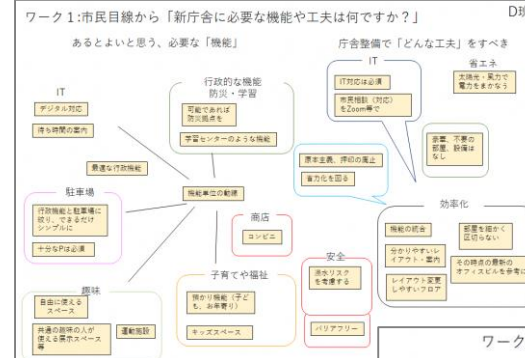 ワーク1:市民目線から「新庁舎に必要な機能や工夫は何ですか？」
D班
あるとよいと思う、必要な「機能」
庁舎整備で「どんな工夫」をすべき
IT
デジタル対応
待ち時間の案内
最適な行政機能
行政的な機能
防災・学習
可能であれば
防災拠点を
学習センターのような機能
機能単位の動線
駐車場
行政機能と駐車場に
絞り、できるだけ
シンプルに
十分なPは必須
趣味
自由に使える
スペース
共通の趣味の人が
使える展示スペース
等
運動施設
商店
コンビニ
子育てや福祉
預かり機能（子ど
も、お年寄り）
キッズスペース
安全
洪水リスク
を考慮する
バリアフリー
IT
IT対応は必須
市民相談（対応）
をZoom等で
省エネ
太陽光・風力で
電力をまかなう
豪華、不要の
部屋、設備は
なし
原本主義、押印の廃止
省力化を図る
効率化
機能の統合
部屋を細かく
区切らない
分かりやすいレ
イアウト・案内
その時点の最新の
オフィスビルを参考に
レイアウト変更
しやすいフロア
ワーク